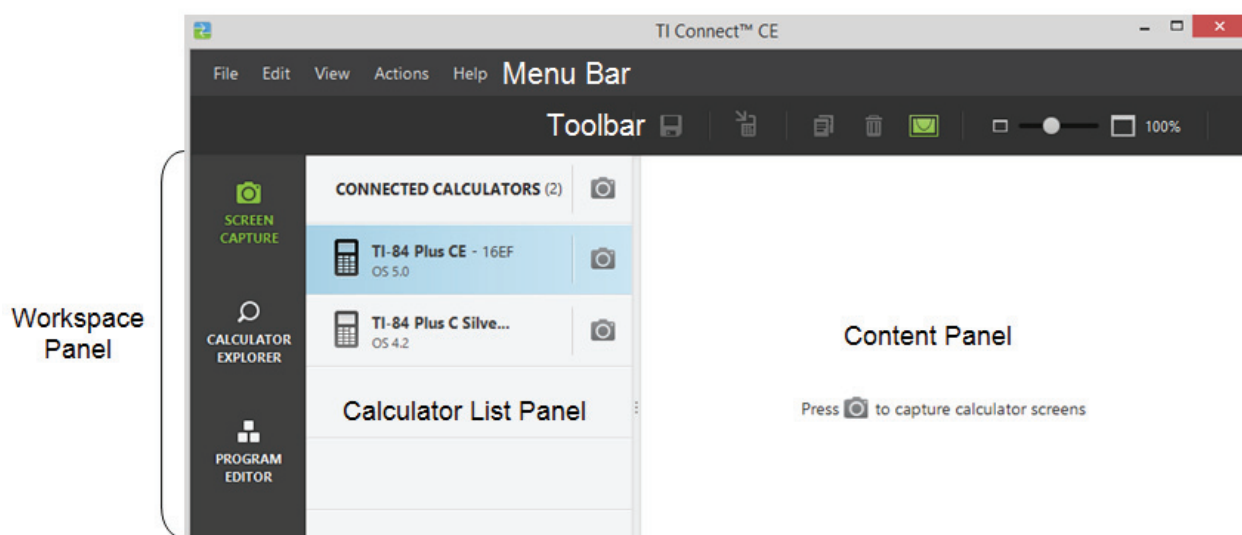 TI Connect™ CE
File Edit View Actions Help Menu Bar
Toolbar 100%
SCREEN
CAPTURE
CONNECTED CALCULATORS (2)
TI-84 Plus CE - 16EF
OS 5.0
Workspace
Panel
CALCULATOR
EXPLORER
TI-84 Plus C Silve...
OS 4.2
Content Panel
Calculator List Panel
Press to capture calculator screens
PROGRAM
EDITOR